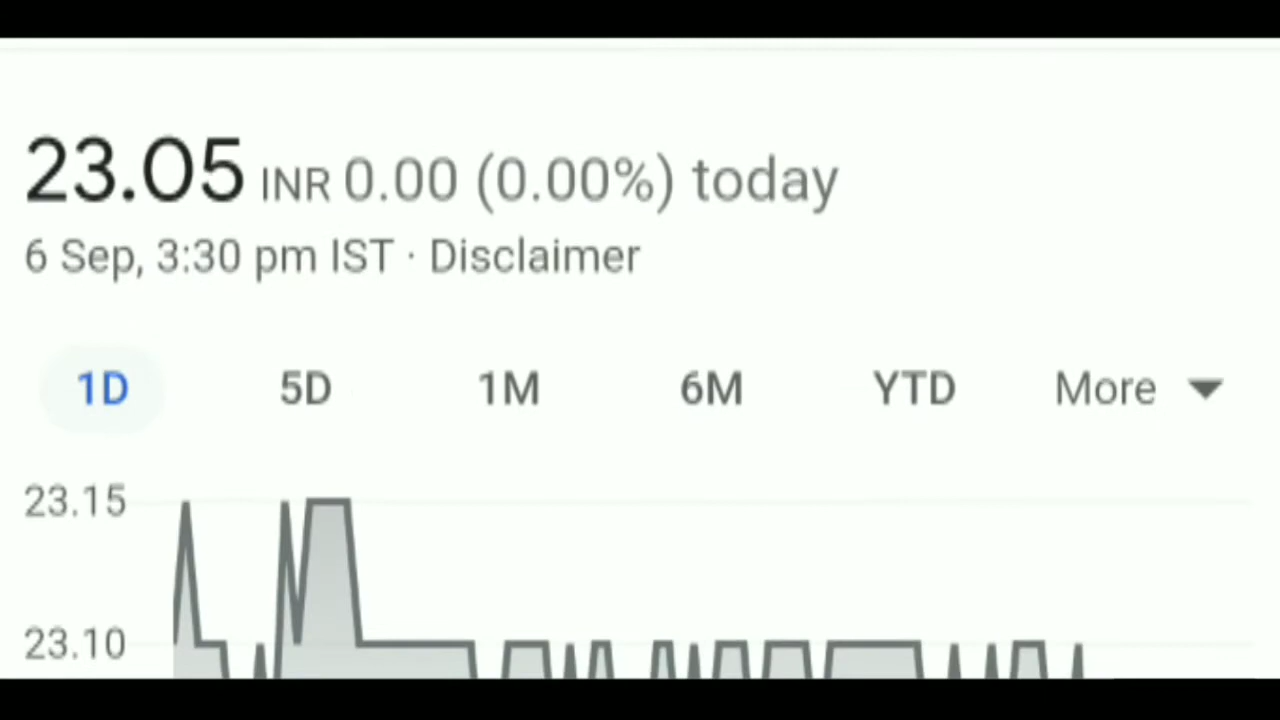 23.05 INR 0.00 (0.00%) today
6 Sep, 3:30 pm IST · Disclaimer
1D 5D 1M 6M YTD More
23.15
23.10